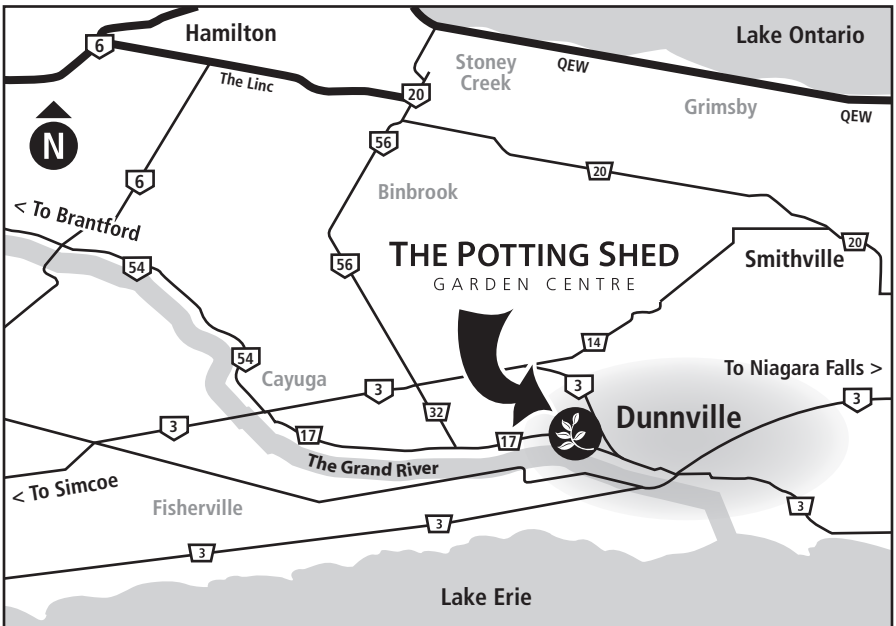 Hamilton
Lake Ontario
6
The Linc
20
Stoney
Creek
QEW
Grimsby
QEW
N
56
20
6
Binbrook
< To Brantford
54
56
THE POTTING SHED
GARDEN CENTRE
20
Smithville
14
54
Cayuga
3
3
To Niagara Falls >
3
32
Dunnville
3
17
17
The Grand River
< To Simcoe
Fisherville
3
3
3
Lake Erie